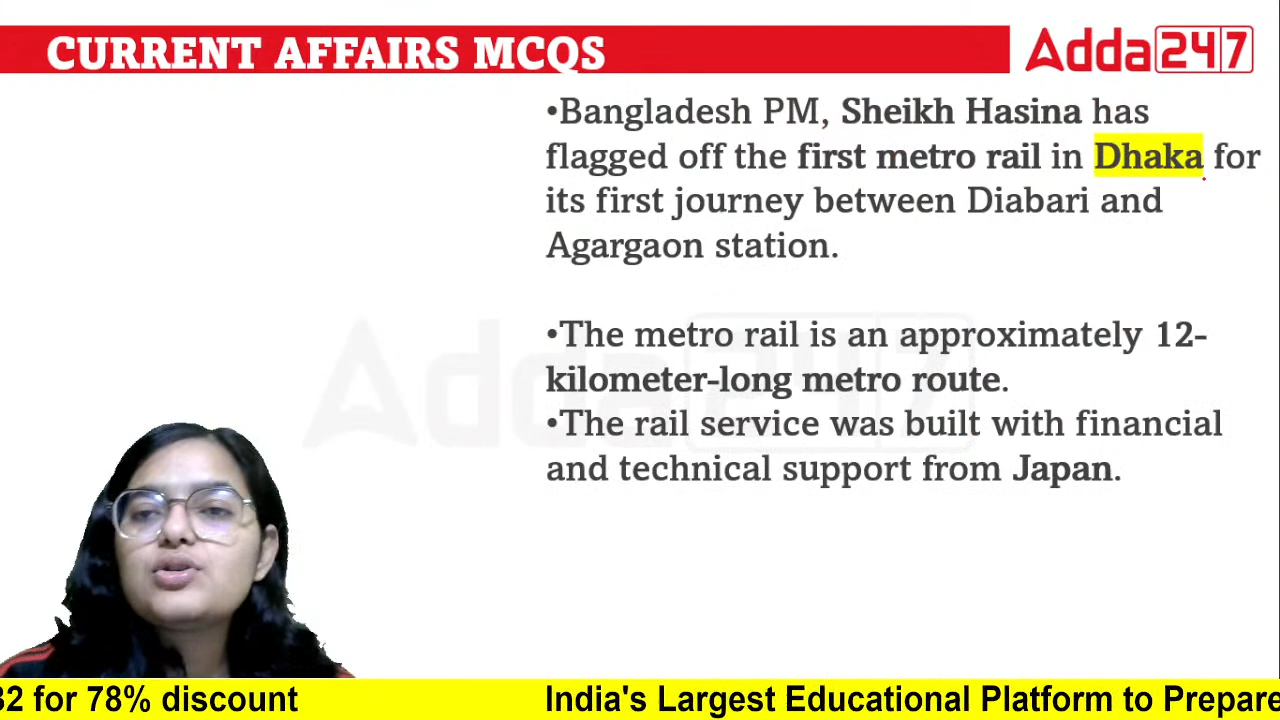 CURRENT AFFAIRS MCQS
Adda247
•Bangladesh PM, Sheikh Hasina has
flagged off the first metro rail in Dhaka for
its first journey between Diabari and
Agargaon station.
•The metro rail is an approximately 12-
kilometer-long metro route.
•The rail service was built with financial
and technical support from Japan.
Adda247
32 for 78% discount
India's Largest Educational Platform to Prepare